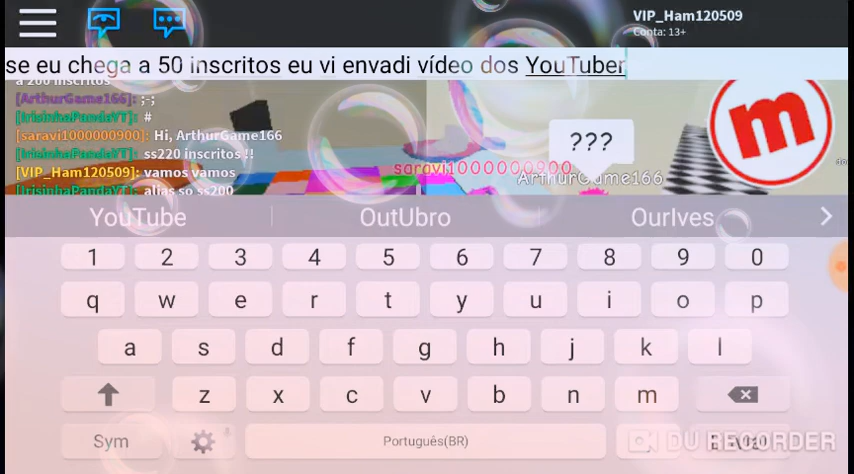 VIP_Ham120509
Conta: 13+
se eu chega a 50 inscritos eu vi envadi vídeo dos YouTuber
a 200 inscritos
[ArthurGame166]: ;-;
[IrisinhaPandaYT]: #
[saravi1000000900]: Hi, ArthurGame166
[IrisinhaPandaYT]: ss220 inscritos !!
[VIP_Ham120509]: vamos vamos
[IrisinhaPandaYT]: alias so ss200
m
???
saravi1000000900
ArthurGame166
YouTube OutUbro OurIves
1 2 3 4 5 6 7 8 9 0
q w e r t y u i o p
a s d f g h j k l
z x c v b n m
Sym Português(BR)
DU RECORDER